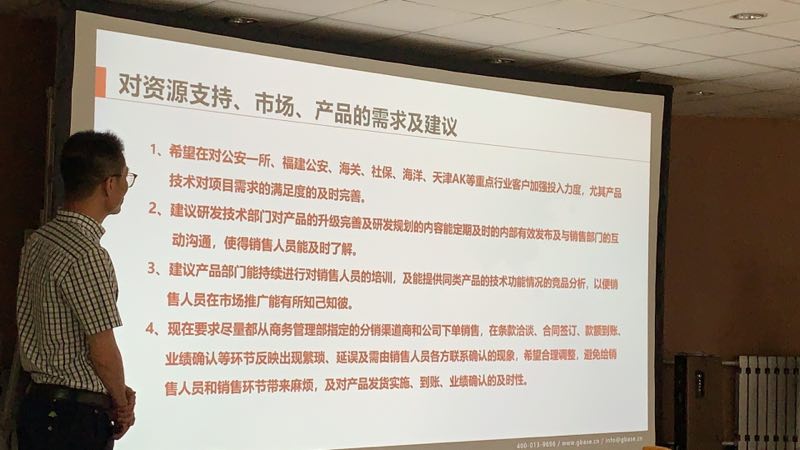 对资源支持、市场、产品的需求及建议
1、希望在对公安一所、福建公安、海关、社保、海洋、天津AK等重点行业客户加强投入力度，尤其产品
技术对项目需求的满足度的及时完善。
2、建议研发技术部门对产品的升级完善及研发规划的内容能定期及时的内部有效发布及与销售部门的互
动沟通，使得销售人员能及时了解。
3、建议产品部门能持续进行对销售人员的培训，及能提供同类产品的技术功能情况的竞品分析，以便销
售人员在市场推广能有所知己知彼。
4、现在要求尽量都从商务管理部指定的分销渠道商和公司下单销售，在条款洽谈、合同签订、款额到账、
业绩确认等环节反映出现繁琐、延误及需由销售人员各方联系确认的现象，希望合理调整，避免给销
售人员和销售环节带来麻烦，及对产品发货实施、到账、业绩确认的及时性。
400-013-9696 / www.gbase.cn / info@gbase.cn